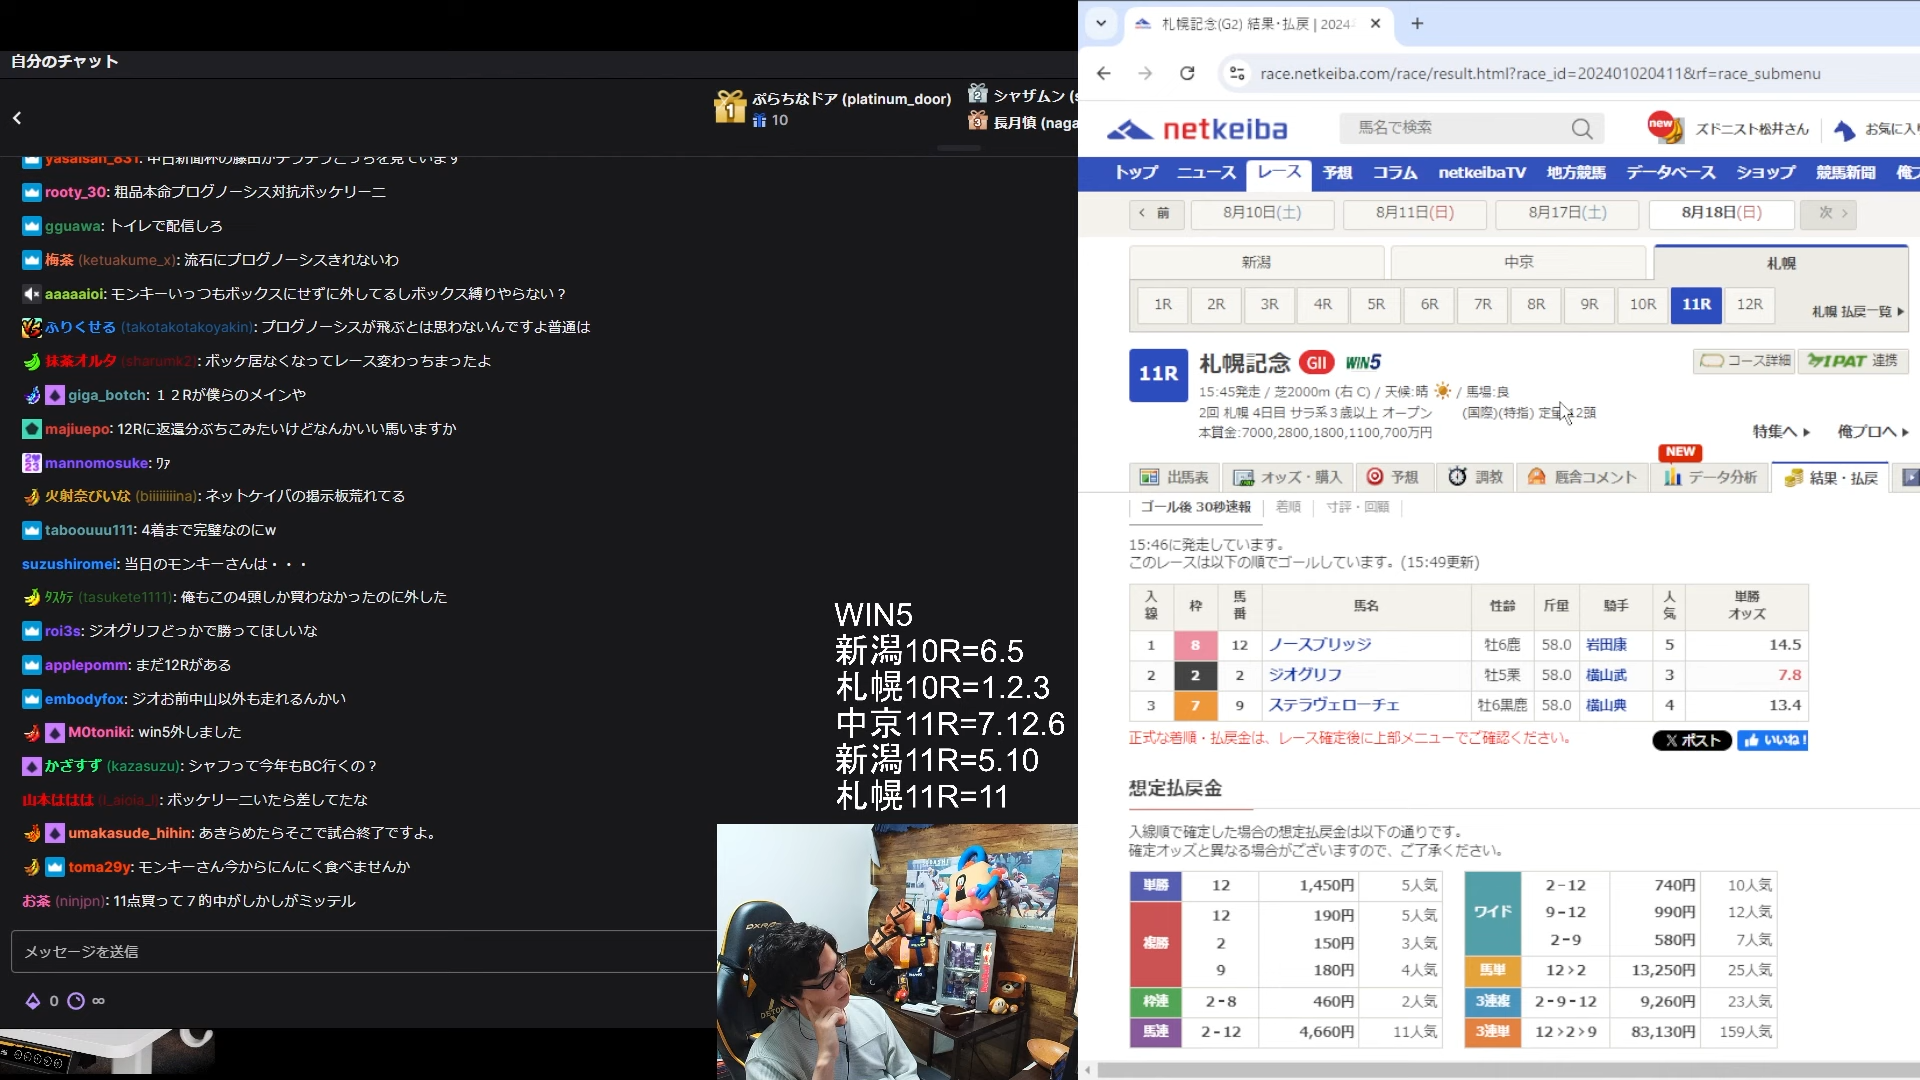 自分のチャット
ぷらちなドア (platinum_door)
10
シャザムン (s
長月慎 (naga
yasaisan_831: 中日新聞杯の藤田がチラチラこっちを見ています
rooty_30: 粗品本命プログノーシス対抗ボッケリーニ
gguawa: トイレで配信しろ
梅茶 (ketuakume_x): 流石にプログノーシスきれないわ
aaaaaioi: モンキーいっつもボックスにせずに外してるしボックス縛りやらない？
ふりくせる (takotakotakoyakin): プログノーシスが飛ぶとは思わないんですよ普通は
抹茶オルタ (sharumk2): ボッケ居なくなってレース変わっちまったよ
giga_botch: １２Rが僕らのメインや
majiuepo: 12Rに返還分ぶちこみたいけどなんかいい馬いますか
mannomosuke: ﾜｧ
火射奈びいな (biiiiiiiina): ネットケイバの掲示板荒れてる
taboouuu111: 4着まで完璧なのにw
suzushiromei: 当日のモンキーさんは・・・
ﾀｽｹﾃ (tasukete1111): 俺もこの4頭しか買わなかったのに外した
roi3s: ジオグリフどっかで勝ってほしいな
applepomm: まだ12Rがある
embodyfox: ジオお前中山以外も走れるんかい
M0toniki: win5外しました
かざすず (kazasuzu): シャフって今年もBC行くの？
山本ははは (l_aioia_l): ボッケリーニいたら差してたな
umakasude_hihin: あきらめたらそこで試合終了ですよ。
toma29y: モンキーさん今からにんにく食べませんか
お茶 (ninjpn): 11点買って７的中がしかしがミッテル
メッセージを送信
0 ∞
WIN5
新潟10R=6.5
札幌10R=1.2.3
中京11R=7.12.6
新潟11R=5.10
札幌11R=11
DXRACER
札幌記念(G2) 結果・払戻 | 2024
race.netkeiba.com/race/result.html?race_id=202401020411&rf=race_submenu
netkeiba
馬名で検索
new
ズドニスト松井さん
お気に入り
トップ ニュース レース 予想 コラム netkeibaTV 地方競馬 データベース ショップ 競馬新聞 俺プ
前 8月10日(土) 8月11日(日) 8月17日(土) 8月18日(日) 次
新潟 中京 札幌
1R 2R 3R 4R 5R 6R 7R 8R 9R 10R 11R 12R 札幌 払戻一覧
11R 札幌記念 GII WIN5 コース詳細 IPAT 連携
15:45発走 / 芝2000m (右 C) / 天候:晴 / 馬場:良
2回 札幌 4日目 サラ系３歳以上 オープン (国際)(特指) 定量 12頭
本賞金:7000,2800,1800,1100,700万円
特集へ 俺プロへ
NEW
出馬表 オッズ・購入 予想 調教 厩舎コメント データ分析 結果・払戻
ゴール後 30秒速報 着順 寸評・回顧
15:46に発走しています。
このレースは以下の順でゴールしています。(15:49更新)
入線 枠 馬番 馬名 性齢 斤量 騎手 人気 単勝オッズ
1 8 12 ノースブリッジ 牡6鹿 58.0 岩田康 5 14.5
2 2 2 ジオグリフ 牡5栗 58.0 横山武 3 7.8
3 7 9 ステラヴェローチェ 牡6黒鹿 58.0 横山典 4 13.4
正式な着順・払戻金は、レース確定後に上部メニューでご確認ください。
ポスト いいね!
想定払戻金
入線順で確定した場合の想定払戻金は以下の通りです。
確定オッズと異なる場合がございますので、ご了承ください。
単勝 12 1,450円 5人気
複勝 12 190円 5人気
2 150円 3人気
9 180円 4人気
枠連 2-8 460円 2人気
馬連 2-12 4,660円 11人気
ワイド 2-12 740円 10人気
9-12 990円 12人気
2-9 580円 7人気
馬単 12>2 13,250円 25人気
3連複 2-9-12 9,260円 23人気
3連単 12>2>9 83,130円 159人気